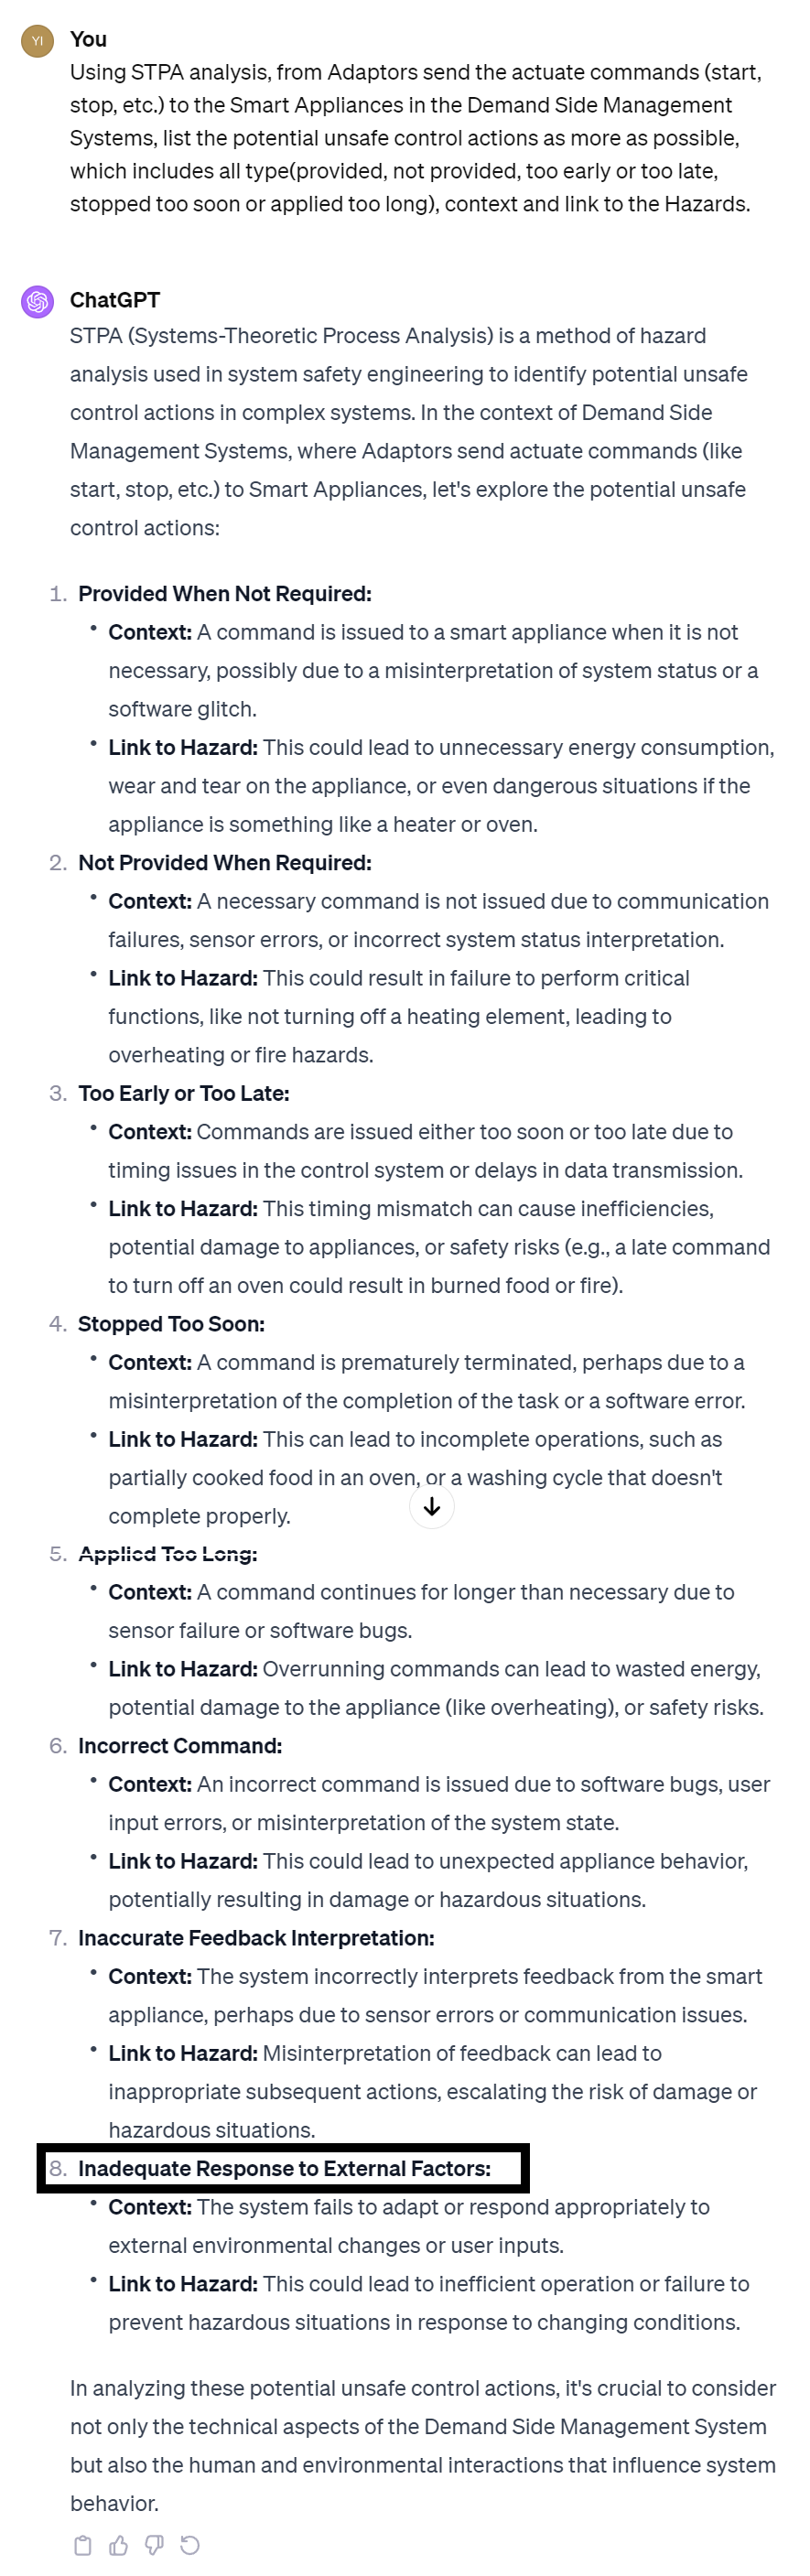 YI
You
Using STPA analysis, from Adaptors send the actuate commands (start,
stop, etc.) to the Smart Appliances in the Demand Side Management
Systems, list the potential unsafe control actions as more as possible,
which includes all type(provided, not provided, too early or too late,
stopped too soon or applied too long), context and link to the Hazards.
ChatGPT
STPA (Systems-Theoretic Process Analysis) is a method of hazard
analysis used in system safety engineering to identify potential unsafe
control actions in complex systems. In the context of Demand Side
Management Systems, where Adaptors send actuate commands (like
start, stop, etc.) to Smart Appliances, let's explore the potential unsafe
control actions:
1. Provided When Not Required:
• Context: A command is issued to a smart appliance when it is not
necessary, possibly due to a misinterpretation of system status or a
software glitch.
• Link to Hazard: This could lead to unnecessary energy consumption,
wear and tear on the appliance, or even dangerous situations if the
appliance is something like a heater or oven.
2. Not Provided When Required:
• Context: A necessary command is not issued due to communication
failures, sensor errors, or incorrect system status interpretation.
• Link to Hazard: This could result in failure to perform critical
functions, like not turning off a heating element, leading to
overheating or fire hazards.
3. Too Early or Too Late:
• Context: Commands are issued either too soon or too late due to
timing issues in the control system or delays in data transmission.
• Link to Hazard: This timing mismatch can cause inefficiencies,
potential damage to appliances, or safety risks (e.g., a late command
to turn off an oven could result in burned food or fire).
4. Stopped Too Soon:
• Context: A command is prematurely terminated, perhaps due to a
misinterpretation of the completion of the task or a software error.
• Link to Hazard: This can lead to incomplete operations, such as
partially cooked food in an oven, or a washing cycle that doesn't
complete properly.
5. Applied Too Long:
• Context: A command continues for longer than necessary due to
sensor failure or software bugs.
• Link to Hazard: Overrunning commands can lead to wasted energy,
potential damage to the appliance (like overheating), or safety risks.
6. Incorrect Command:
• Context: An incorrect command is issued due to software bugs, user
input errors, or misinterpretation of the system state.
• Link to Hazard: This could lead to unexpected appliance behavior,
potentially resulting in damage or hazardous situations.
7. Inaccurate Feedback Interpretation:
• Context: The system incorrectly interprets feedback from the smart
appliance, perhaps due to sensor errors or communication issues.
• Link to Hazard: Misinterpretation of feedback can lead to
inappropriate subsequent actions, escalating the risk of damage or
hazardous situations.
8. Inadequate Response to External Factors:
• Context: The system fails to adapt or respond appropriately to
external environmental changes or user inputs.
• Link to Hazard: This could lead to inefficient operation or failure to
prevent hazardous situations in response to changing conditions.
In analyzing these potential unsafe control actions, it's crucial to consider
not only the technical aspects of the Demand Side Management System
but also the human and environmental interactions that influence system
behavior.